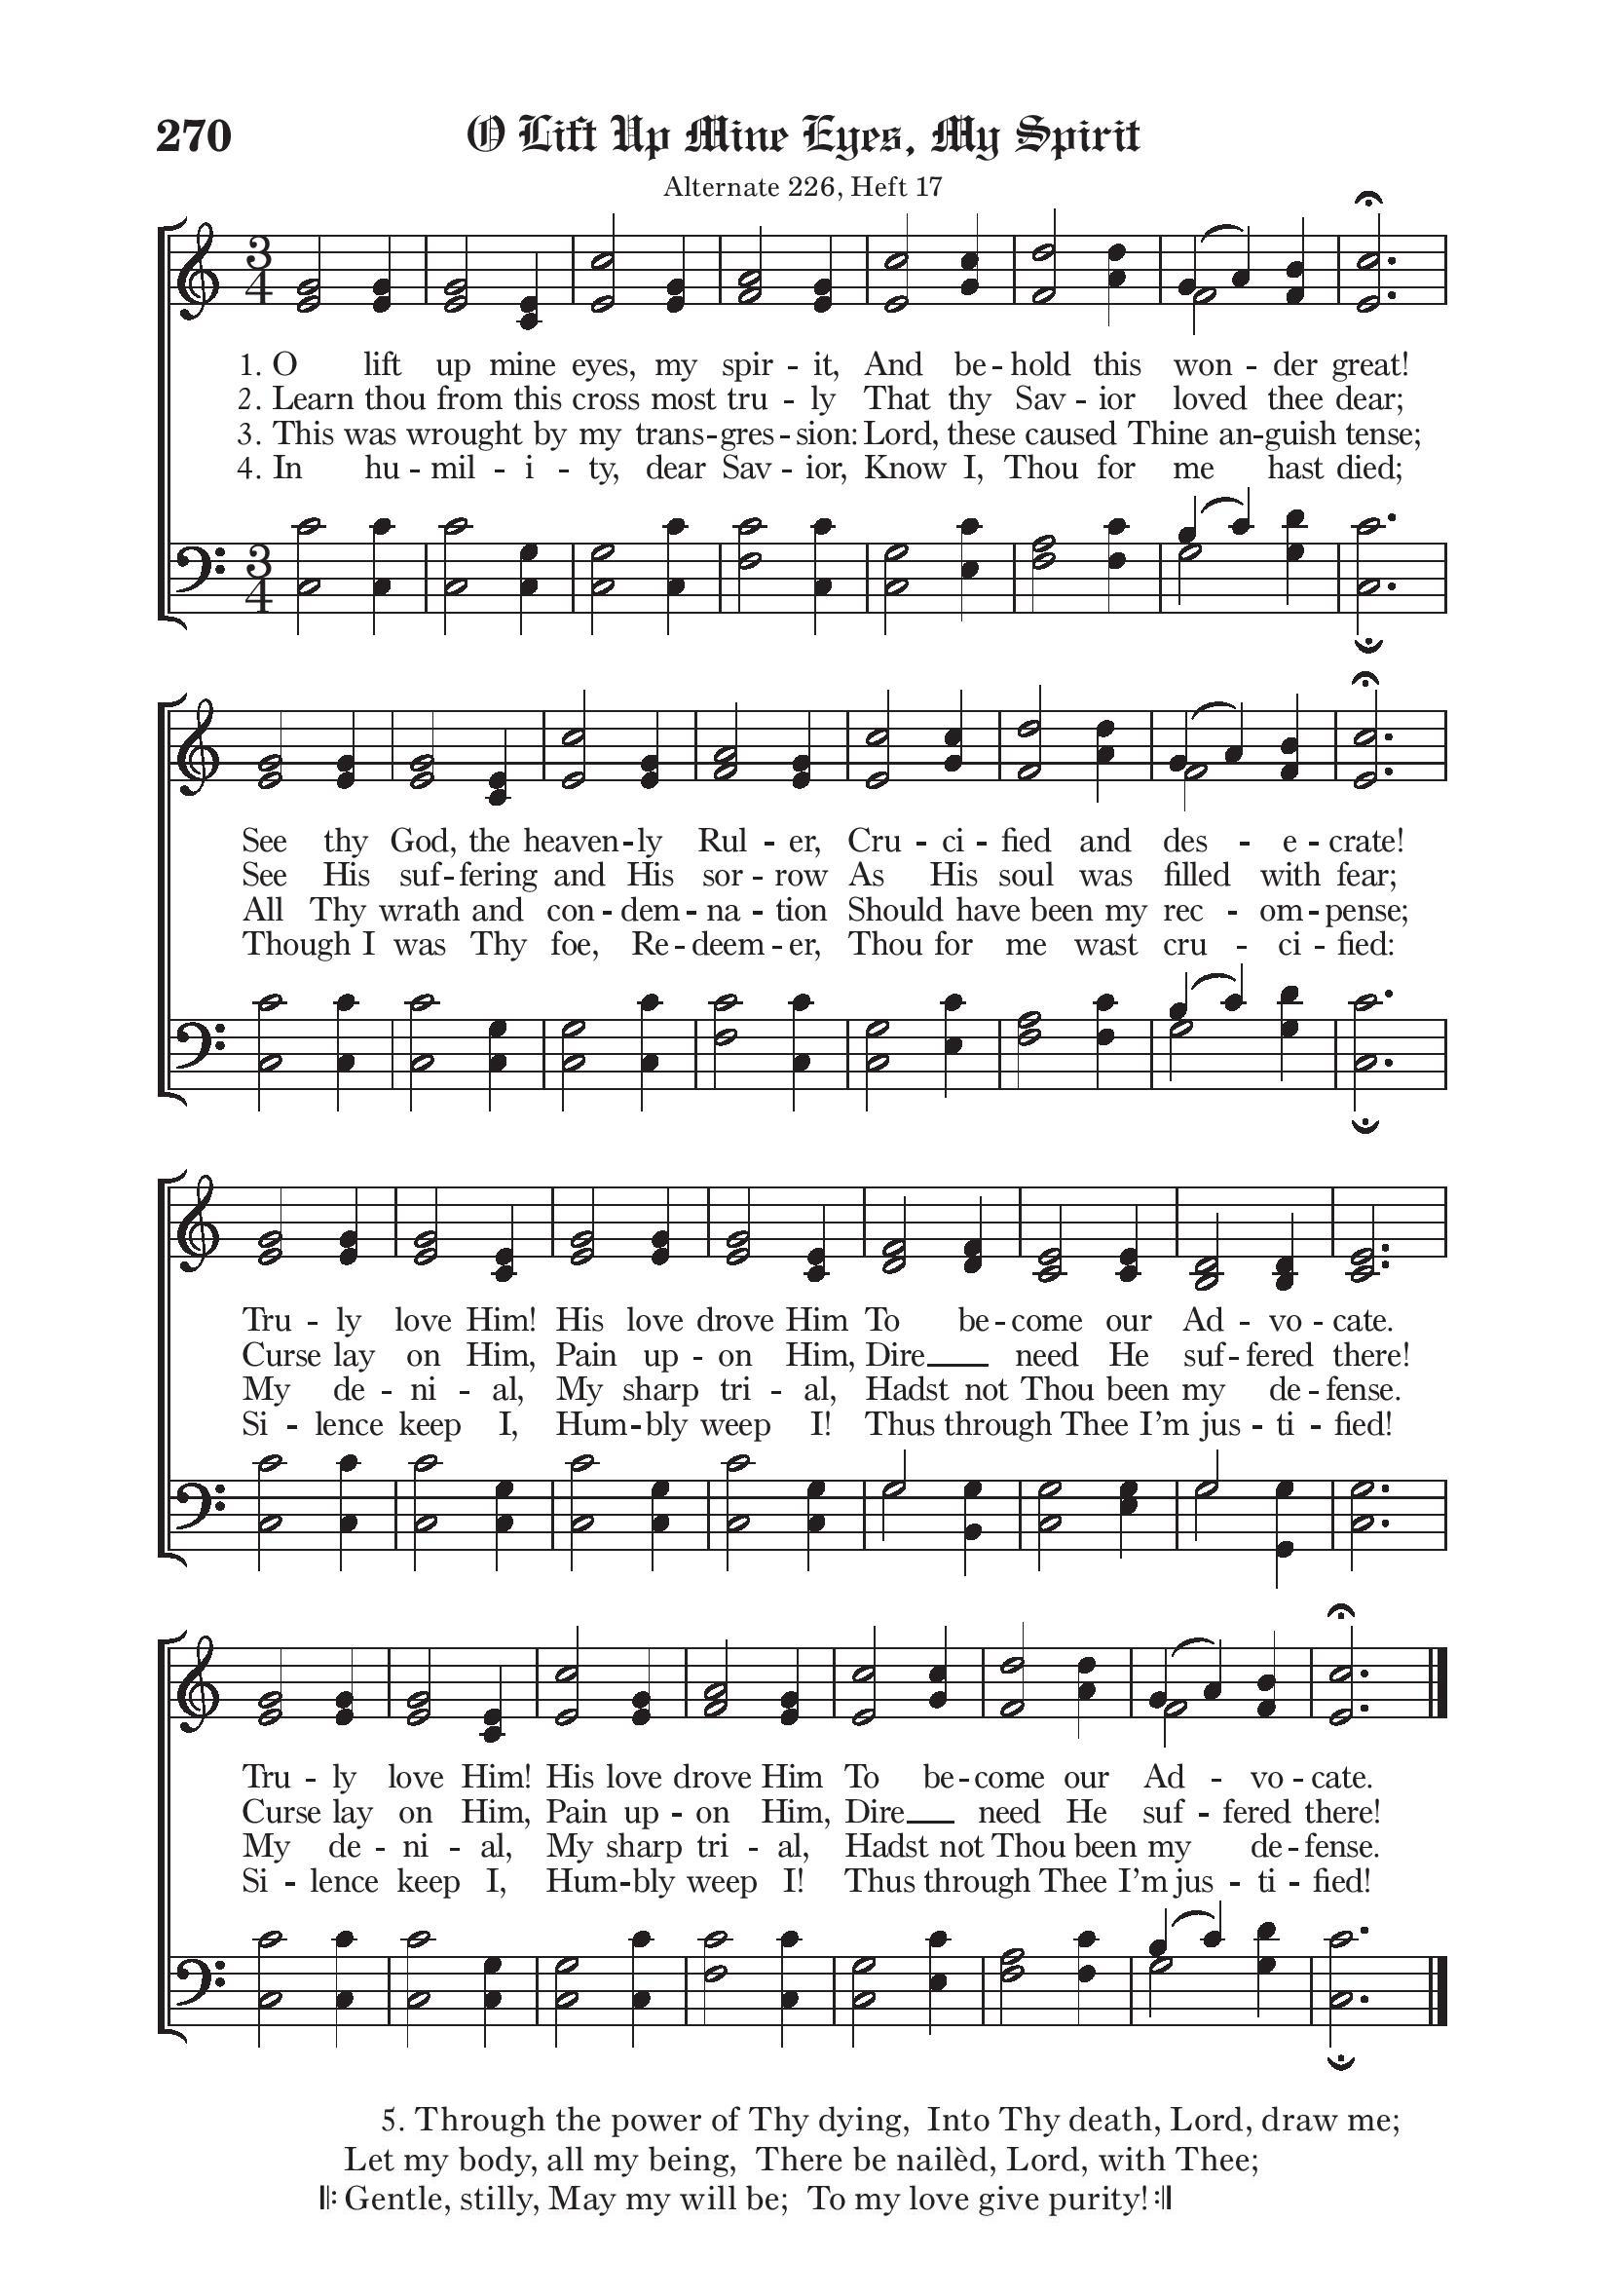 270 O Lift Up Mine Eyes, My Spirit
Alternate 226, Heft 17
3 4
1. O lift up mine eyes, my spir - it, And be - hold this won - der great!
2. Learn thou from this cross most tru - ly That thy Sav - ior loved thee dear;
3. This was wrought by my trans - gres - sion: Lord, these caused Thine an - guish tense;
4. In hu - mil - i - ty, dear Sav - ior, Know I, Thou for me hast died;
3 4
See thy God, the heaven - ly Rul - er, Cru - ci - fied and des - e - crate!
See His suf - fering and His sor - row As His soul was filled with fear;
All Thy wrath and con - dem - na - tion Should have been my rec - om - pense;
Though I was Thy foe, Re - deem - er, Thou for me wast cru - ci - fied:
Tru - ly love Him! His love drove Him To be - come our Ad - vo - cate.
Curse lay on Him, Pain up - on Him, Dire need He suf - fered there!
My de - ni - al, My sharp tri - al, Hadst not Thou been my de - fense.
Si - lence keep I, Hum - bly weep I! Thus through Thee I’m jus - ti - fied!
Tru - ly love Him! His love drove Him To be - come our Ad - vo - cate.
Curse lay on Him, Pain up - on Him, Dire need He suf - fered there!
My de - ni - al, My sharp tri - al, Hadst not Thou been my de - fense.
Si - lence keep I, Hum - bly weep I! Thus through Thee I’m jus - ti - fied!
5. Through the power of Thy dying, Into Thy death, Lord, draw me;
Let my body, all my being, There be nailèd, Lord, with Thee;
𝄆 Gentle, stilly, May my will be; To my love give purity! 𝄇